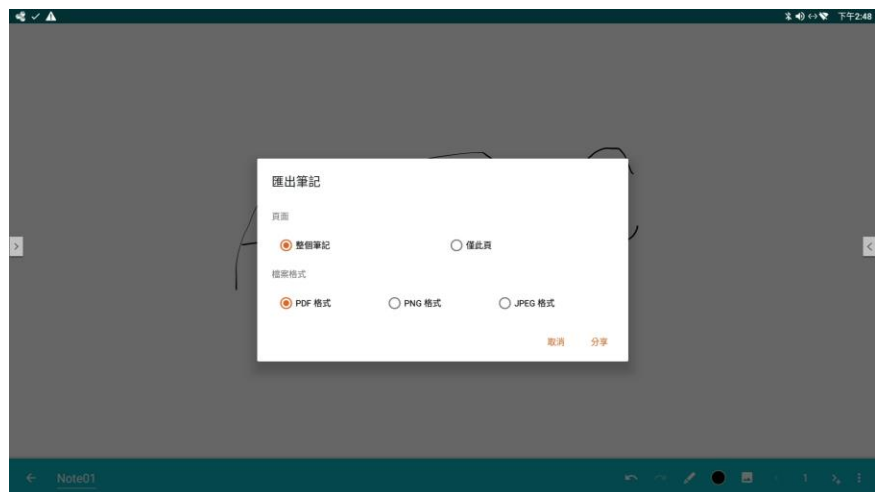 下午2:48
匯出筆記
頁面
整個筆記 僅此頁
檔案格式
PDF 格式 PNG 格式 JPEG 格式
取消 分享
Note01 1